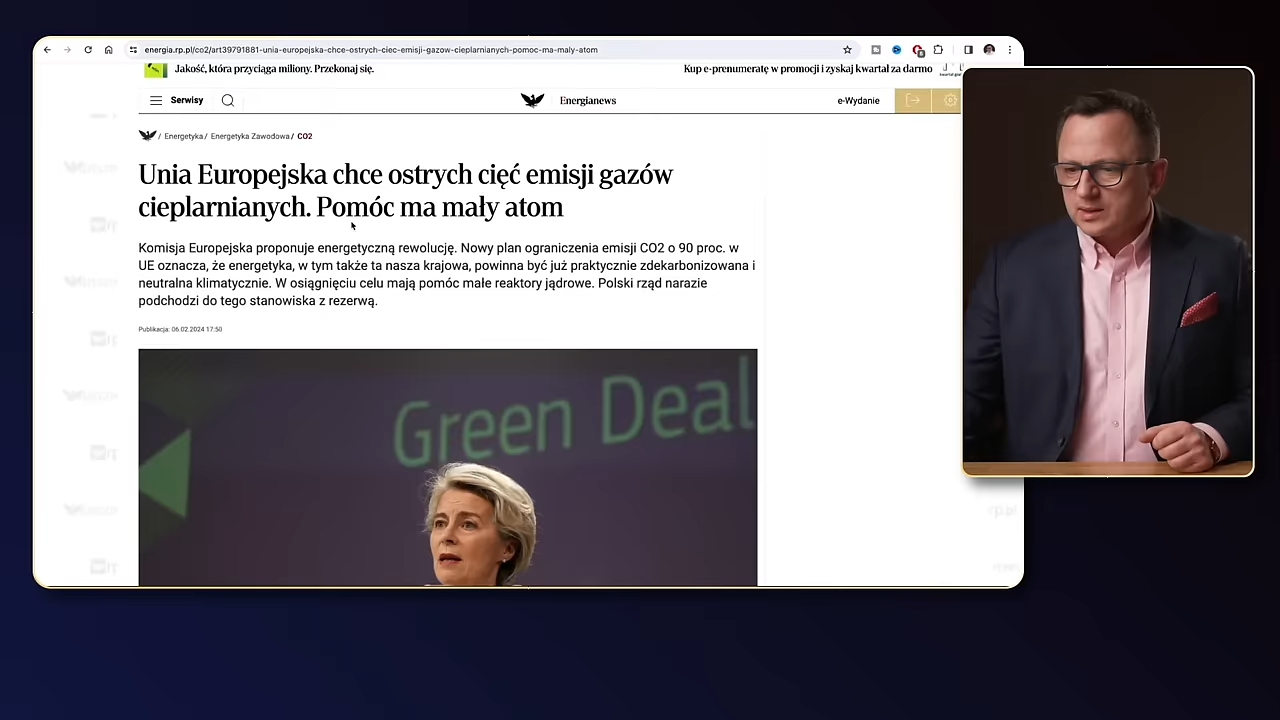 energia.rp.pl/co2/art39791881-unia-europejska-chce-ostrych-ciec-emisji-gazow-cieplarnianych-pomoc-ma-maly-atom
Jakość, która przyciąga miliony. Przekonaj się.
Kup e-prenumeratę w promocji i zyskaj kwartał za darmo
Serwisy
Energianews
e-Wydanie
/ Energetyka / Energetyka Zawodowa / CO2
Unia Europejska chce ostrych cięć emisji gazów
cieplarnianych. Pomóc ma mały atom
Komisja Europejska proponuje energetyczną rewolucję. Nowy plan ograniczenia emisji CO2 o 90 proc. w
UE oznacza, że energetyka, w tym także ta nasza krajowa, powinna być już praktycznie zdekarbonizowana i
neutralna klimatycznie. W osiągnięciu celu mają pomóc małe reaktory jądrowe. Polski rząd narazie
podchodzi do tego stanowiska z rezerwą.
Publikacja: 06.02.2024 17:50
Green Deal